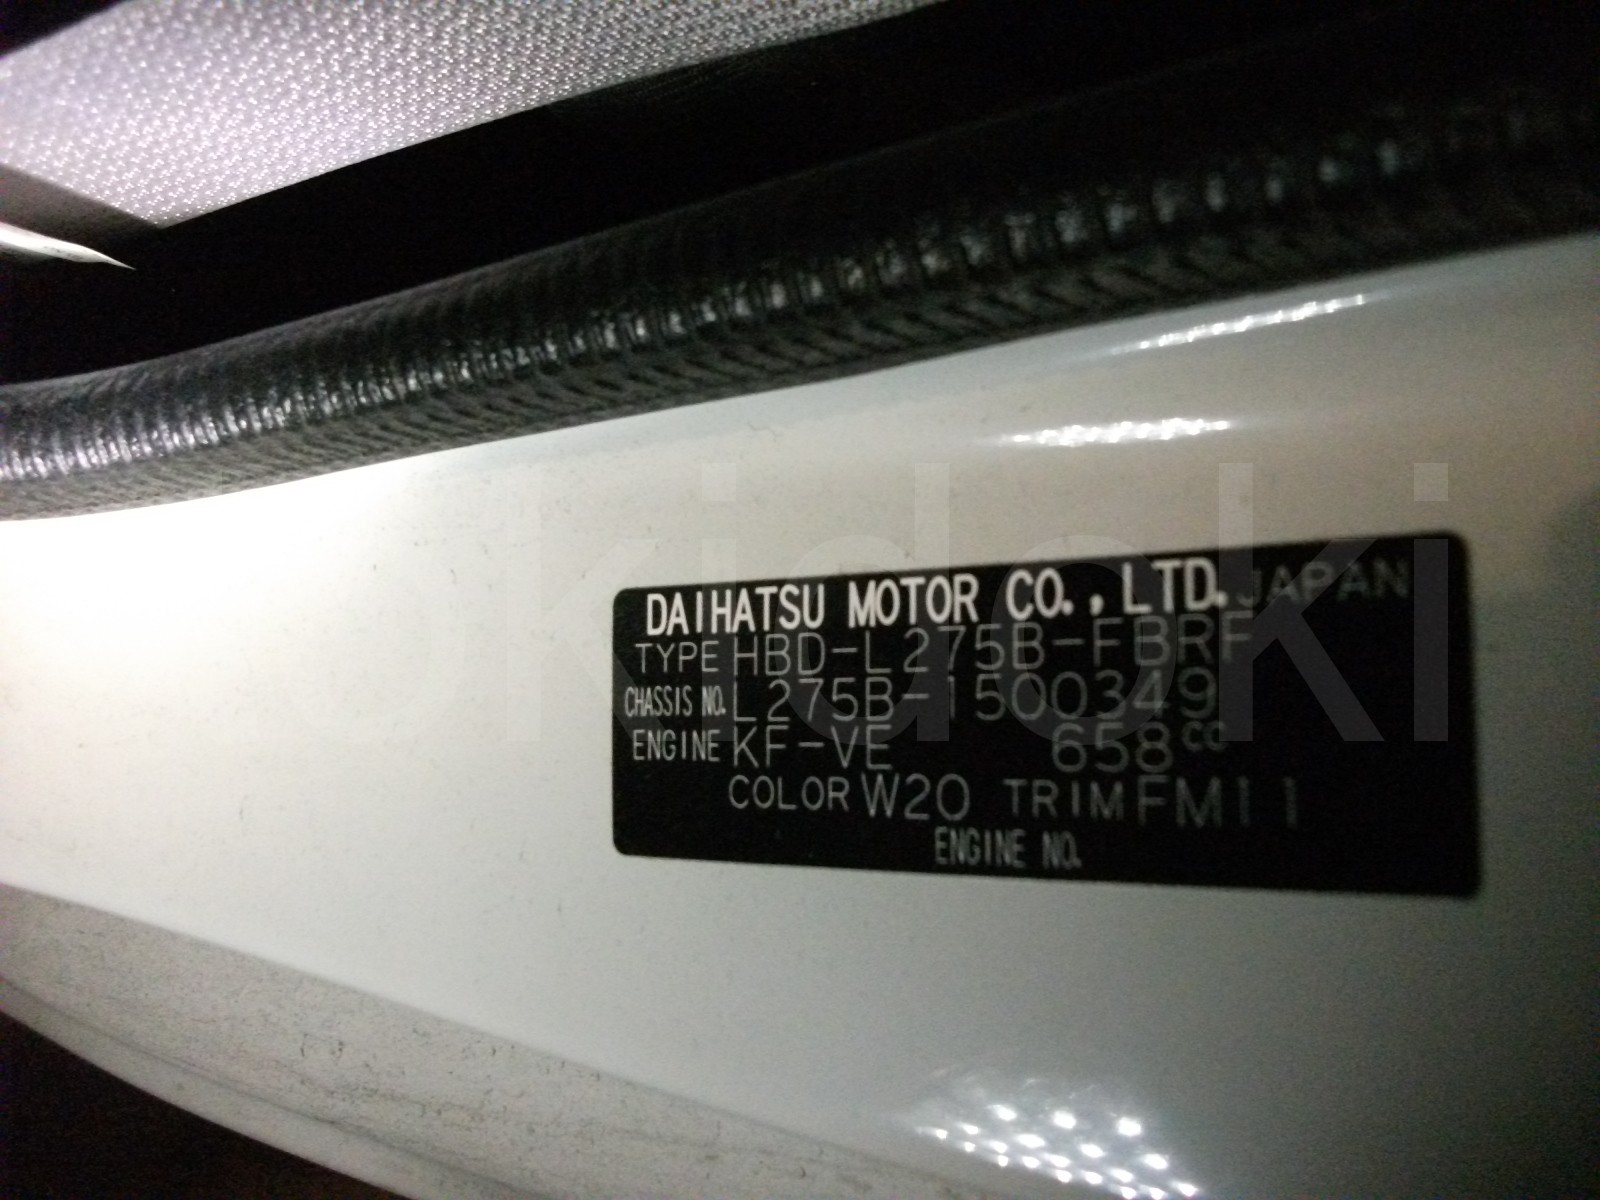 DAIHATSU MOTOR CO., LTD. JAPAN
TYPE HBD-L275B-FBRF
CHASSIS NO. L275B-1500349
ENGINE KF-VE 658cc
COLOR W20 TRIM FM11
ENGINE NO.
okidoki